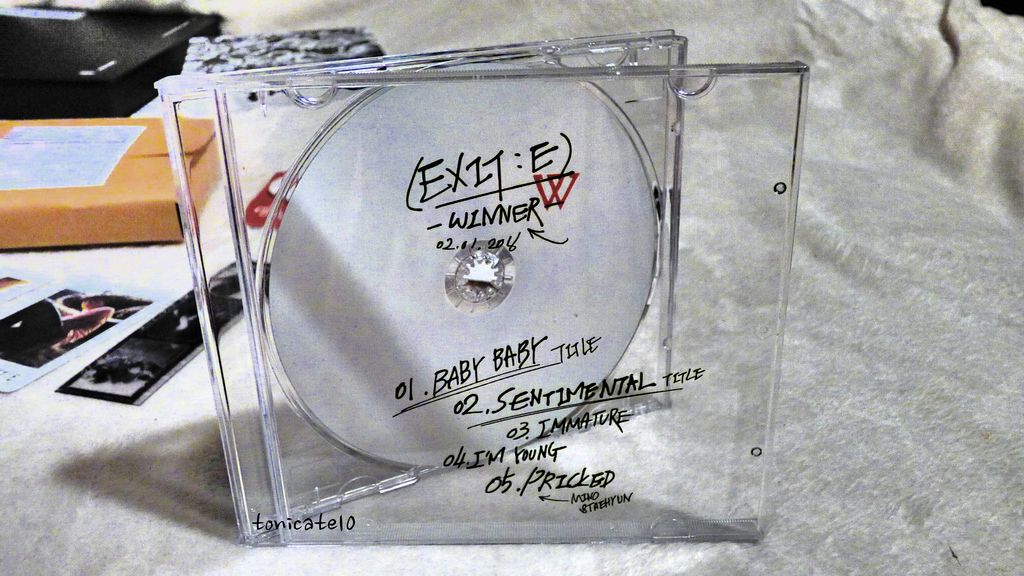 (EXIT : E)
W
- WINNER
02.01.2016
01. BABY BABY TITLE
02. SENTIMENTAL TITLE
03. IMMATURE
04. I'M YOUNG
05. PRICKED
MINO
&TAEHYUN
tonicate10